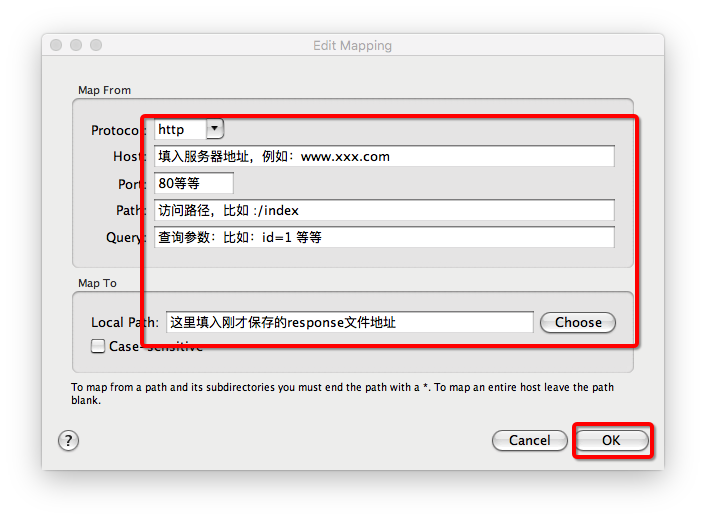 Edit Mapping
Map From
Protocol: http
Host: 填入服务器地址，例如：www.xxx.com
Port: 80等等
Path: 访问路径，比如 :/index
Query: 查询参数：比如：id=1 等等
Map To
Local Path: 这里填入刚才保存的response文件地址 Choose
Case-sensitive
To map from a path and its subdirectories you must end the path with a *. To map an entire host leave the path
blank.
? Cancel OK